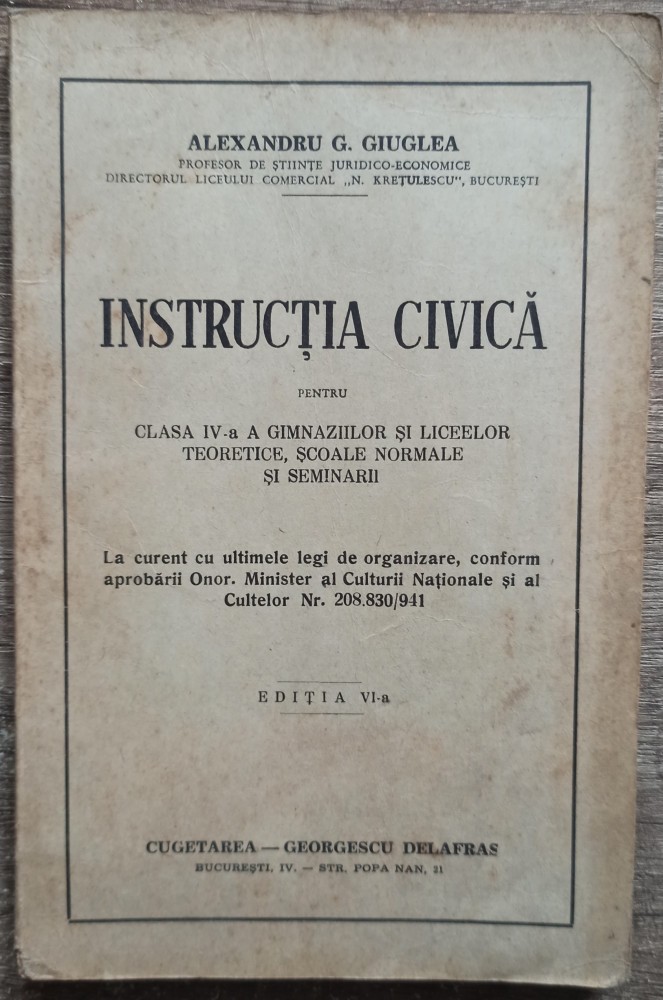 ALEXANDRU G. GIUGLEA
PROFESOR DE ȘTIINȚE JURIDICO-ECONOMICE
DIRECTORUL LICEULUI COMERCIAL „N. KREȚULESCU“, BUCUREȘTI
INSTRUCȚIA CIVICĂ
PENTRU
CLASA IV-a A GIMNAZIILOR ȘI LICEELOR
TEORETICE, ȘCOALE NORMALE
ȘI SEMINARII
La curent cu ultimele legi de organizare, conform
aprobării Onor. Minister al Culturii Naționale și al
Cultelor Nr. 208.830/941
EDIȚIA VI-a
CUGETAREA — GEORGESCU DELAFRAS
BUCUREȘTI, IV. — STR. POPA NAN, 21